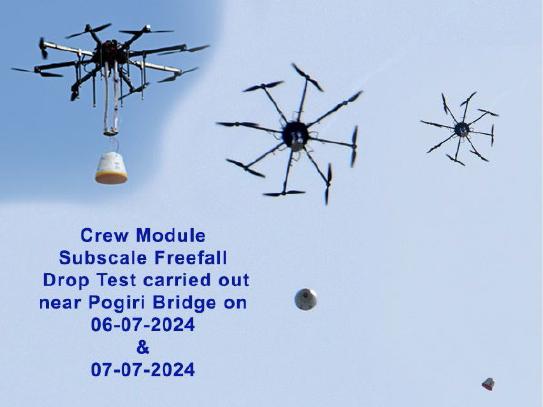 Crew Module
Subscale Freefall
Drop Test carried out
near Pogiri Bridge on
06-07-2024
&
07-07-2024